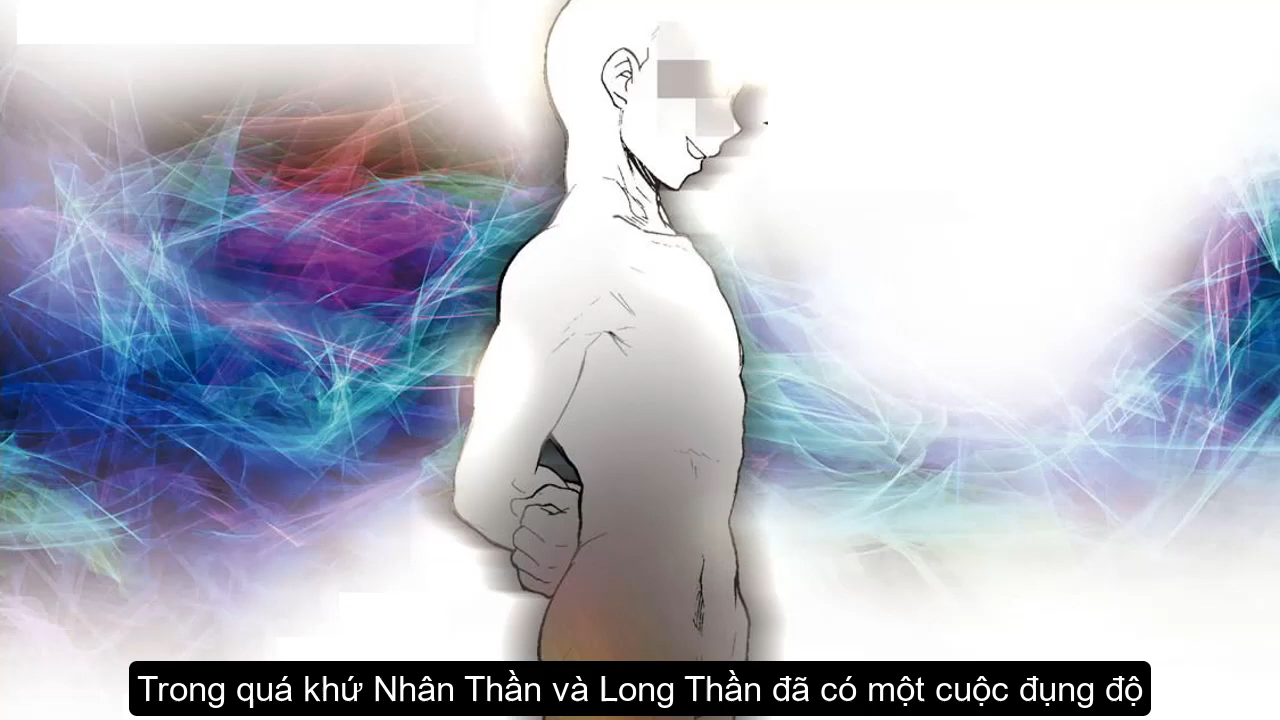 Trong quá khứ Nhân Thần và Long Thần đã có một cuộc đụng độ